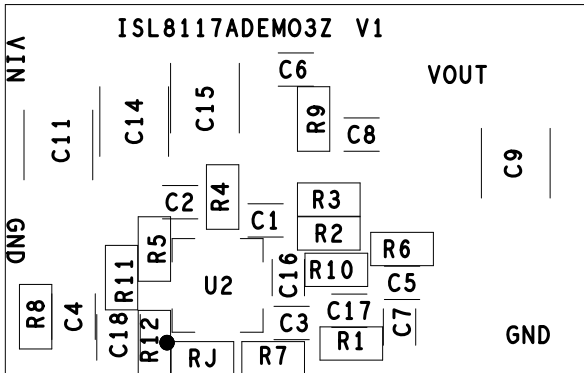 ISL8117ADEMO3Z V1
VIN
C6
VOUT
C14
C15
R9
C11
C8
C9
R4
C2
R3
C1
R2
GND
R5
R6
R11
U2
C16
R10
C5
R8
C4
C18
R12
C3
C17
C7
R1
GND
RJ
R7